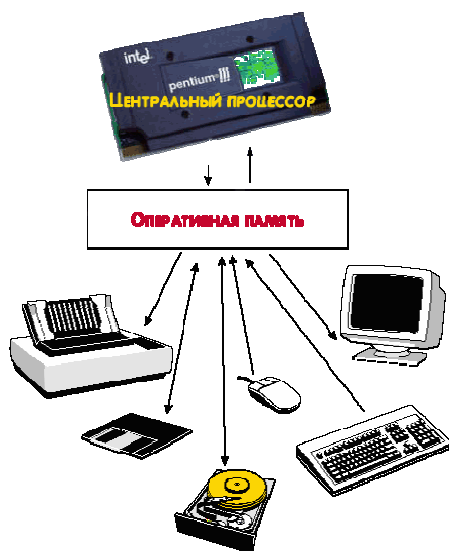 intel
pentium III
Центральный процессор
Оперативная память